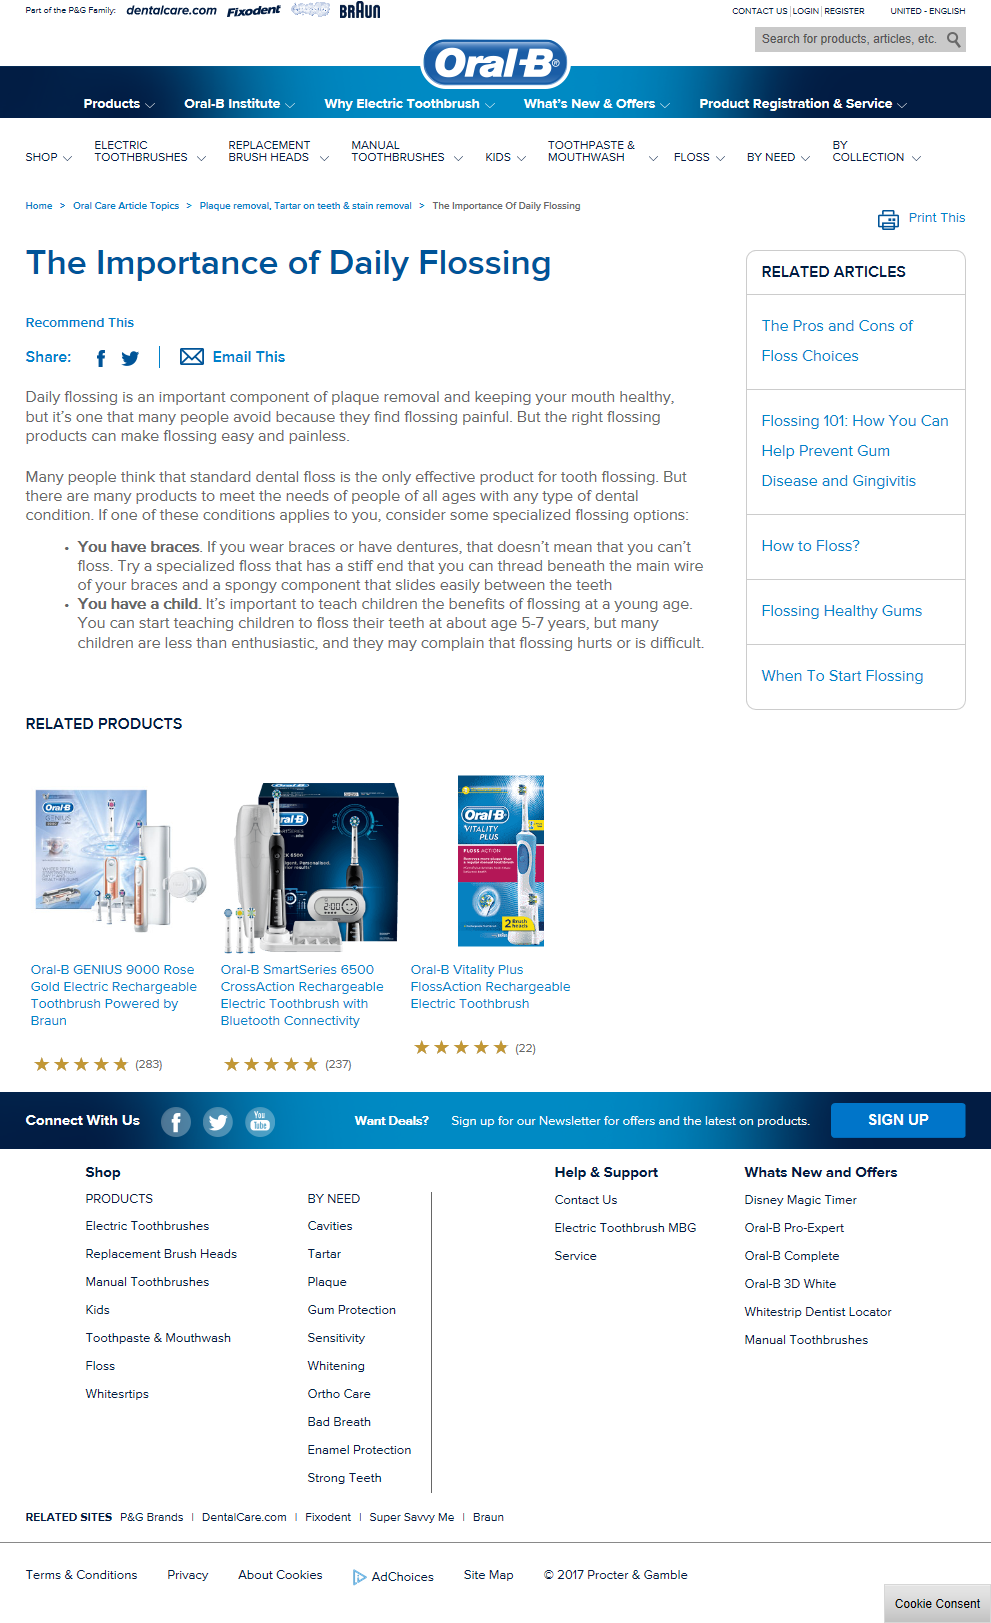 Part of the P&G Family: dentalcare.com Fixodent BRAUN
CONTACT US | LOGIN | REGISTER UNITED - ENGLISH
Search for products, articles, etc.
Oral-B®
Products Oral-B Institute Why Electric Toothbrush What's New & Offers Product Registration & Service
SHOP
ELECTRIC
TOOTHBRUSHES
REPLACEMENT
BRUSH HEADS
MANUAL
TOOTHBRUSHES
KIDS
TOOTHPASTE &
MOUTHWASH
FLOSS
BY NEED
BY
COLLECTION
Home > Oral Care Article Topics > Plaque removal, Tartar on teeth & stain removal > The Importance Of Daily Flossing
Print This
The Importance of Daily Flossing
Recommend This
Share:
Email This
Daily flossing is an important component of plaque removal and keeping your mouth healthy,
but it's one that many people avoid because they find flossing painful. But the right flossing
products can make flossing easy and painless.
Many people think that standard dental floss is the only effective product for tooth flossing. But
there are many products to meet the needs of people of all ages with any type of dental
condition. If one of these conditions applies to you, consider some specialized flossing options:
• You have braces. If you wear braces or have dentures, that doesn't mean that you can't
floss. Try a specialized floss that has a stiff end that you can thread beneath the main wire
of your braces and a spongy component that slides easily between the teeth
• You have a child. It's important to teach children the benefits of flossing at a young age.
You can start teaching children to floss their teeth at about age 5-7 years, but many
children are less than enthusiastic, and they may complain that flossing hurts or is difficult.
RELATED ARTICLES
The Pros and Cons of
Floss Choices
Flossing 101: How You Can
Help Prevent Gum
Disease and Gingivitis
How to Floss?
Flossing Healthy Gums
When To Start Flossing
RELATED PRODUCTS
Oral-B
GENIUS
Oral-B
6500
2:00
Oral-B
VITALITY
PLUS
FLOSS ACTION
2 Brush
heads
Oral-B GENIUS 9000 Rose
Gold Electric Rechargeable
Toothbrush Powered by
Braun
(283)
Oral-B SmartSeries 6500
CrossAction Rechargeable
Electric Toothbrush with
Bluetooth Connectivity
(237)
Oral-B Vitality Plus
FlossAction Rechargeable
Electric Toothbrush
(22)
Connect With Us
You
Tube
Want Deals? Sign up for our Newsletter for offers and the latest on products.
SIGN UP
Shop
PRODUCTS
Electric Toothbrushes
Replacement Brush Heads
Manual Toothbrushes
Kids
Toothpaste & Mouthwash
Floss
Whitesrtips
BY NEED
Cavities
Tartar
Plaque
Gum Protection
Sensitivity
Whitening
Ortho Care
Bad Breath
Enamel Protection
Strong Teeth
Help & Support
Contact Us
Electric Toothbrush MBG
Service
Whats New and Offers
Disney Magic Timer
Oral-B Pro-Expert
Oral-B Complete
Oral-B 3D White
Whitestrip Dentist Locator
Manual Toothbrushes
RELATED SITES P&G Brands | DentalCare.com | Fixodent | Super Savvy Me | Braun
Terms & Conditions Privacy About Cookies AdChoices Site Map © 2017 Procter & Gamble
Cookie Consent